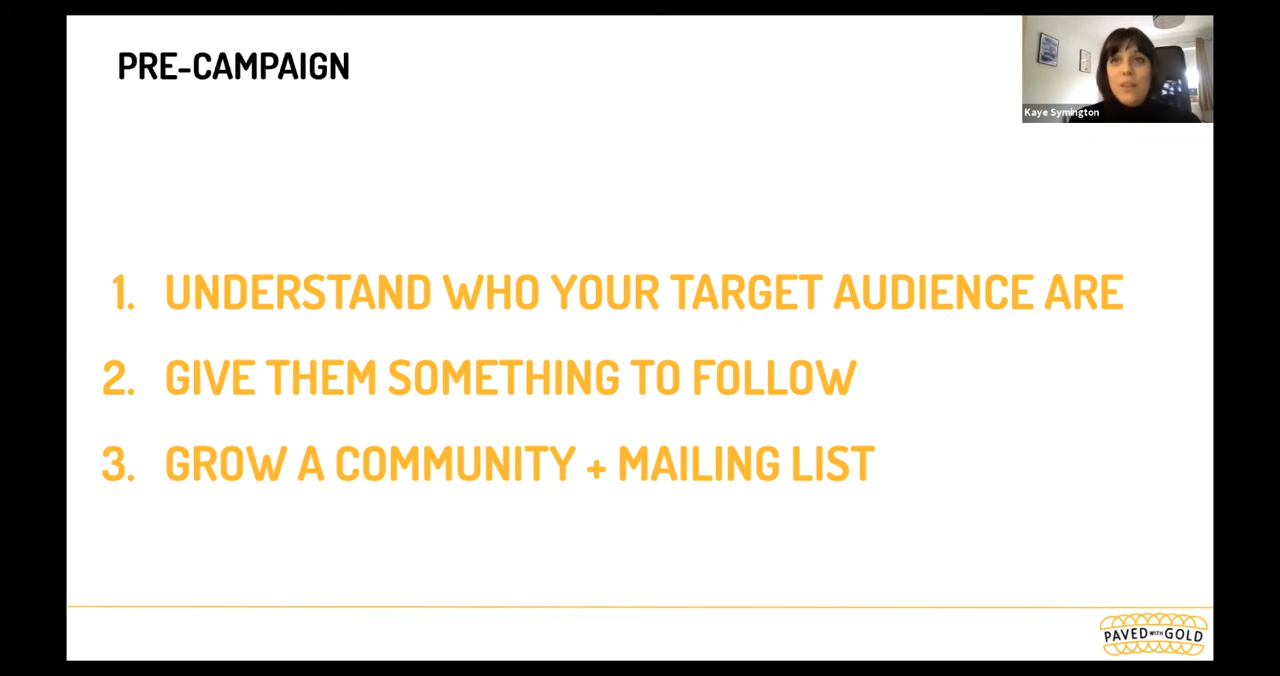 PRE-CAMPAIGN
Kaye Symington
1. UNDERSTAND WHO YOUR TARGET AUDIENCE ARE
2. GIVE THEM SOMETHING TO FOLLOW
3. GROW A COMMUNITY + MAILING LIST
PAVED WITH GOLD